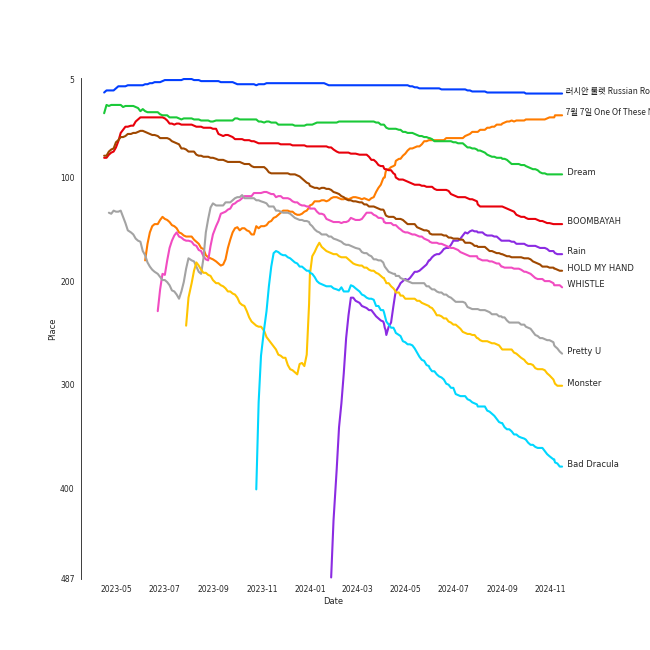 5
100
200
300
400
487
Place
2023-05 2023-07 2023-09 2023-11 2024-01 2024-03 2024-05 2024-07 2024-09 2024-11
Date
러시안 룰렛 Russian Ro
7월 7일 One Of These N
Dream
BOOMBAYAH
Rain
HOLD MY HAND
WHISTLE
Pretty U
Monster
Bad Dracula